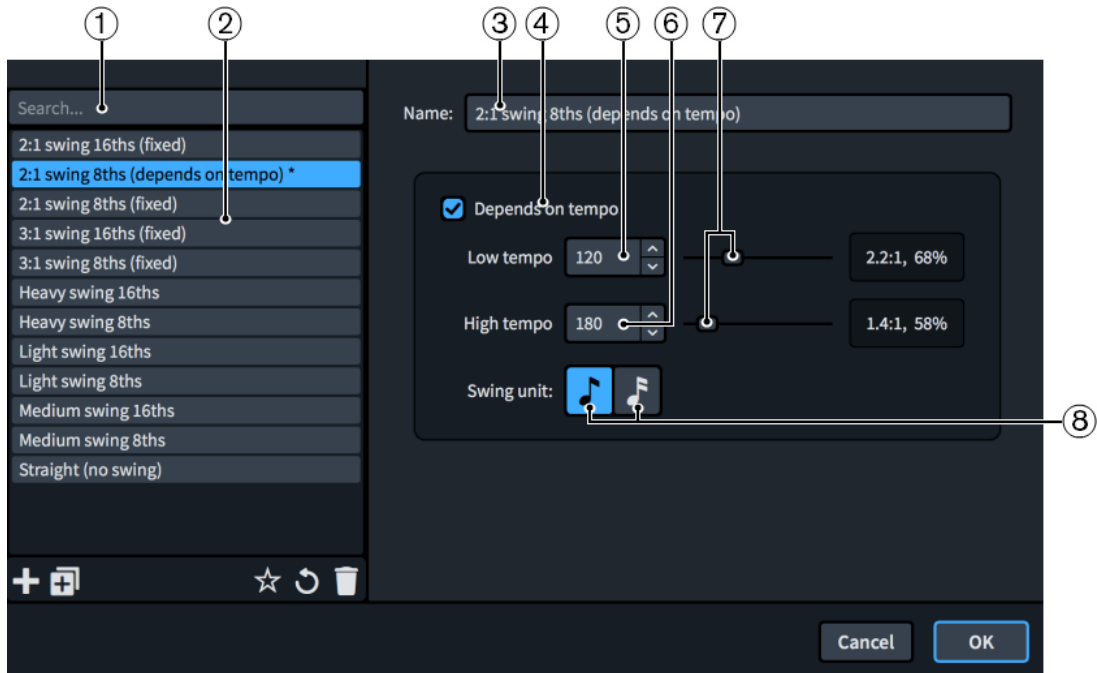 ① ② ③ ④ ⑤ ⑥ ⑦
Search...
2:1 swing 16ths (fixed)
2:1 swing 8ths (depends on tempo) *
2:1 swing 8ths (fixed)
3:1 swing 16ths (fixed)
3:1 swing 8ths (fixed)
Heavy swing 16ths
Heavy swing 8ths
Light swing 16ths
Light swing 8ths
Medium swing 16ths
Medium swing 8ths
Straight (no swing)
Name: 2:1 swing 8ths (depends on tempo)
Depends on tempo
Low tempo 120 2.2:1, 68%
High tempo 180 1.4:1, 58%
Swing unit:
⑧
Cancel OK